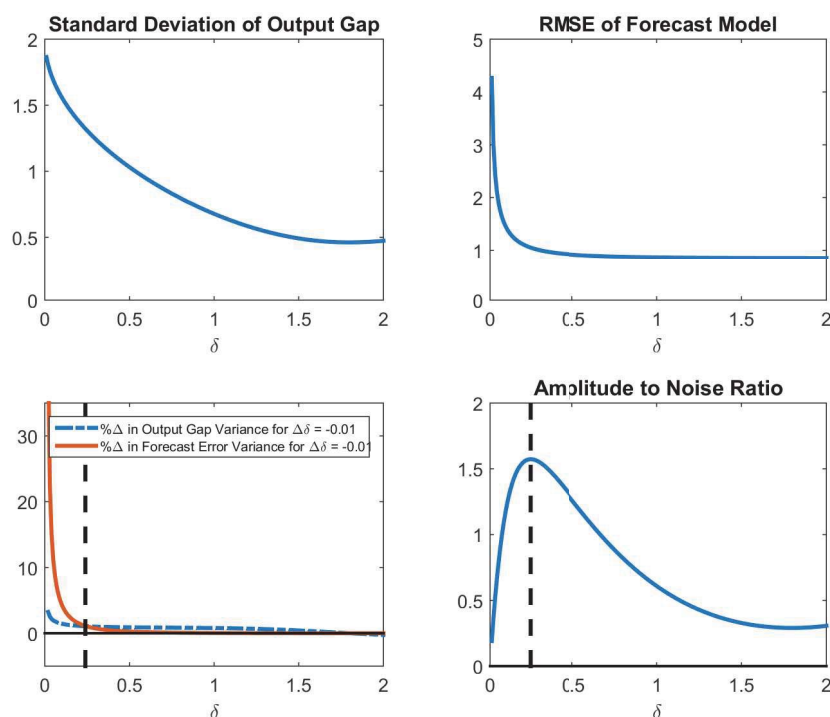 Standard Deviation of Output Gap
2
1.5
1
0.5
0
0 0.5 1 1.5 2
δ
RMSE of Forecast Model
5
4
3
2
1
0
0 0.5 1 1.5 2
δ
30
20
10
0
%Δ in Output Gap Variance for Δδ = -0.01
%Δ in Forecast Error Variance for Δδ = -0.01
0 0.5 1 1.5 2
δ
Amplitude to Noise Ratio
2
1.5
1
0.5
0
0 0.5 1 1.5 2
δ